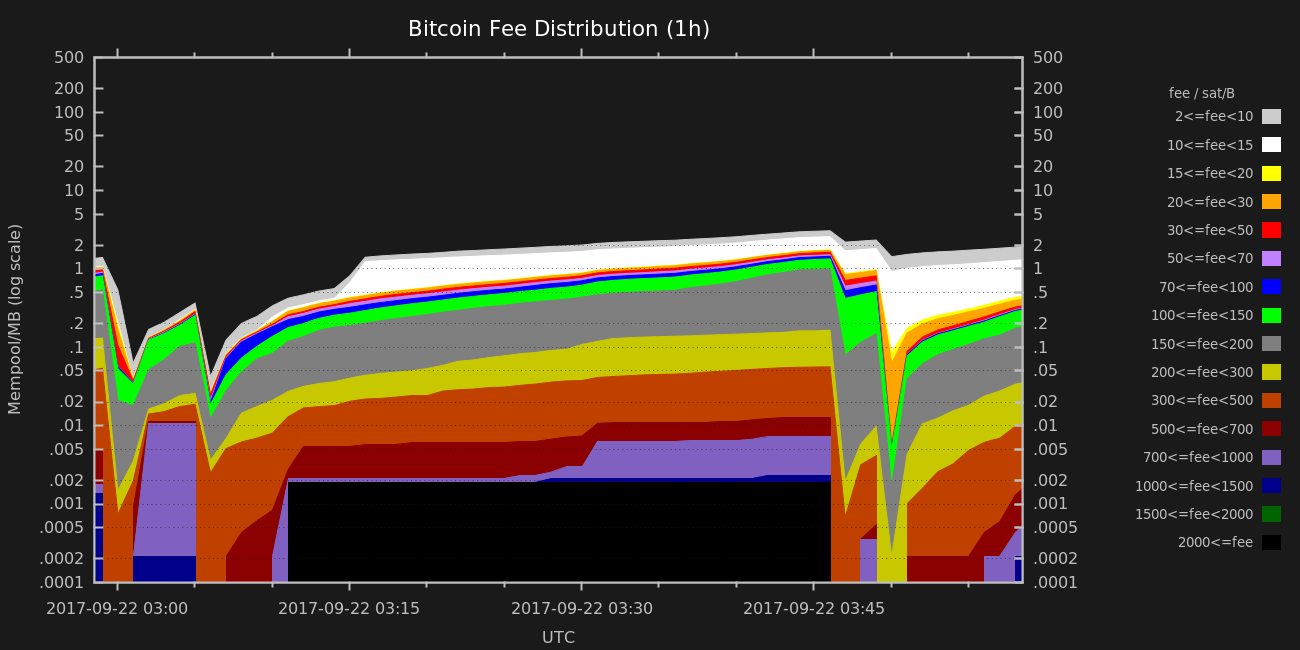 Bitcoin Fee Distribution (1h)
500 500
200 200
100 100
50 50
20 20
10 10
5 5
2 2
1 1
.5 .5
.2 .2
.1 .1
.05 .05
.02 .02
.01 .01
.005 .005
.002 .002
.001 .001
.0005 .0005
.0002 .0002
.0001 .0001
Mempool/MB (log scale)
2017-09-22 03:00 2017-09-22 03:15 2017-09-22 03:30 2017-09-22 03:45
UTC
fee / sat/B
2<=fee<10
10<=fee<15
15<=fee<20
20<=fee<30
30<=fee<50
50<=fee<70
70<=fee<100
100<=fee<150
150<=fee<200
200<=fee<300
300<=fee<500
500<=fee<700
700<=fee<1000
1000<=fee<1500
1500<=fee<2000
2000<=fee